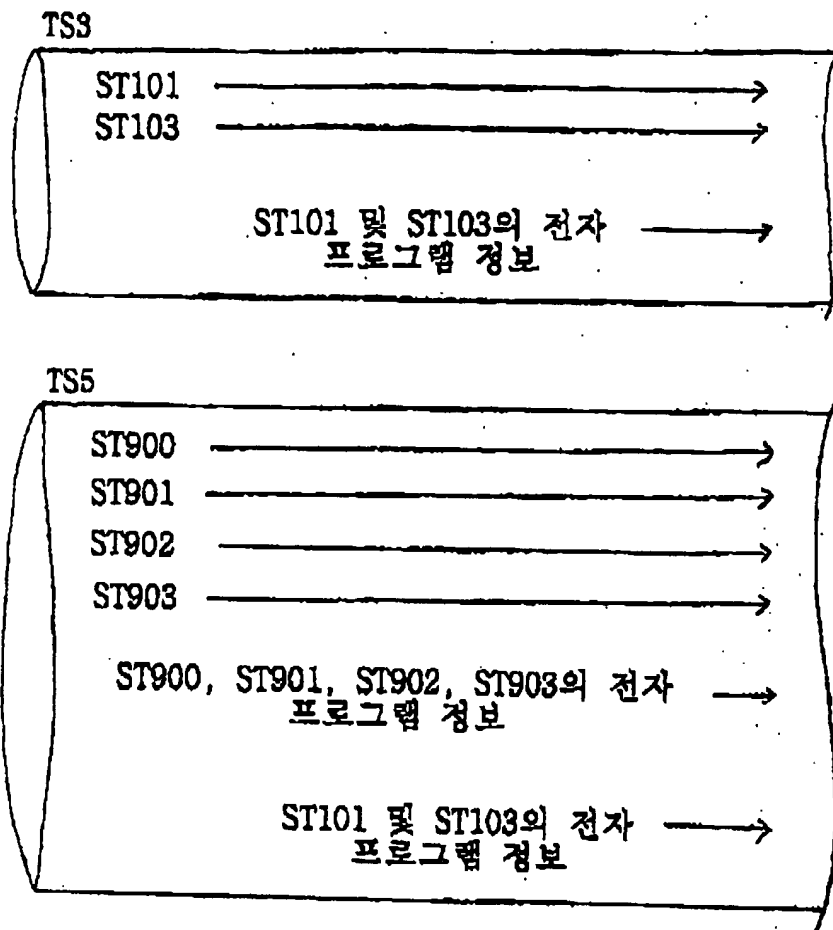 TS3
ST101
ST103
ST101 및 ST103의 전자
프로그램 정보
TS5
ST900
ST901
ST902
ST903
ST900, ST901, ST902, ST903의 전자
프로그램 정보
ST101 및 ST103의 전자
프로그램 정보